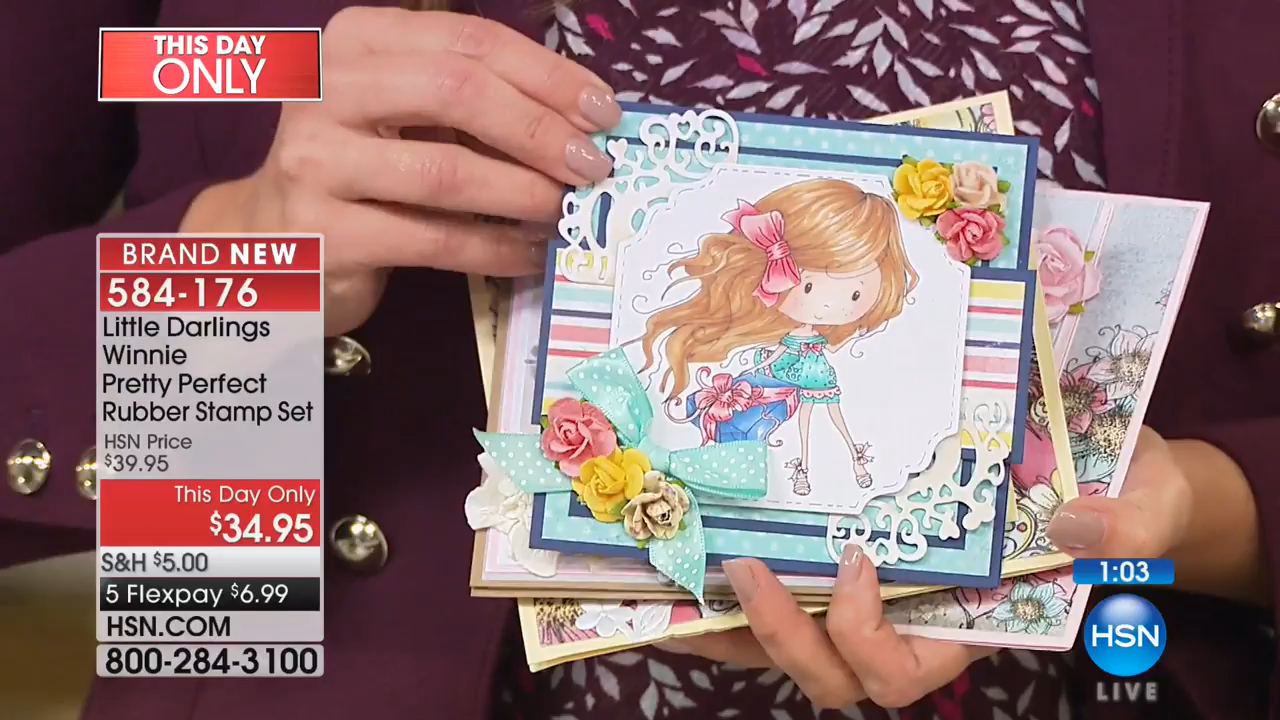 THIS DAY
ONLY
BRAND NEW
584-176
Little Darlings
Winnie
Pretty Perfect
Rubber Stamp Set
HSN Price
$39.95
This Day Only
$34.95
S&H $5.00
5 Flexpay $6.99
HSN.COM
800-284-3100
1:03
HSN
LIVE